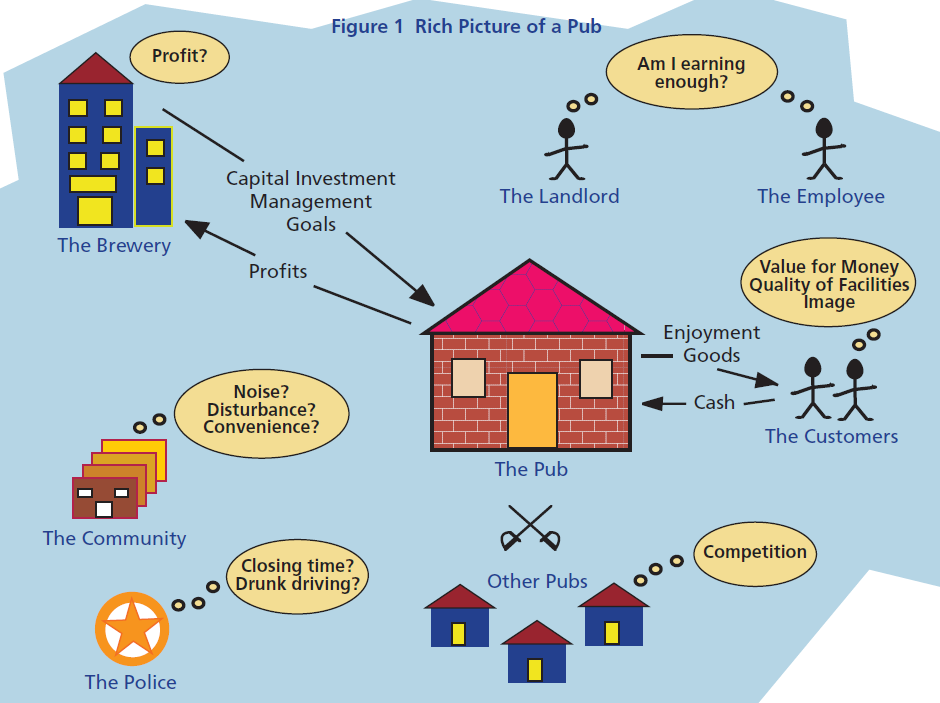 Figure 1 Rich Picture of a Pub
Profit?
Am I earning
enough?
Capital Investment
Management
Goals
The Landlord
The Employee
The Brewery
Profits
Value for Money
Quality of Facilities
Image
Enjoyment
Goods
Cash
The Customers
Noise?
Disturbance?
Convenience?
The Pub
The Community
Closing time?
Drunk driving?
Competition
Other Pubs
The Police